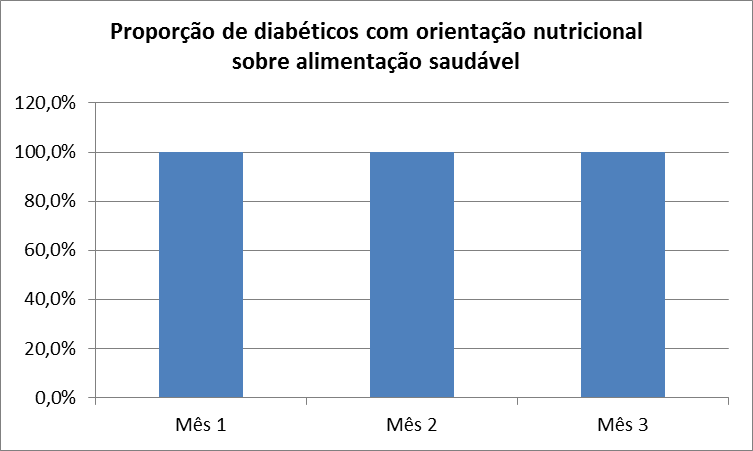 Proporção de diabéticos com orientação nutricional
sobre alimentação saudável
120,0%
100,0%
80,0%
60,0%
40,0%
20,0%
0,0%
Mês 1
Mês 2
Mês 3